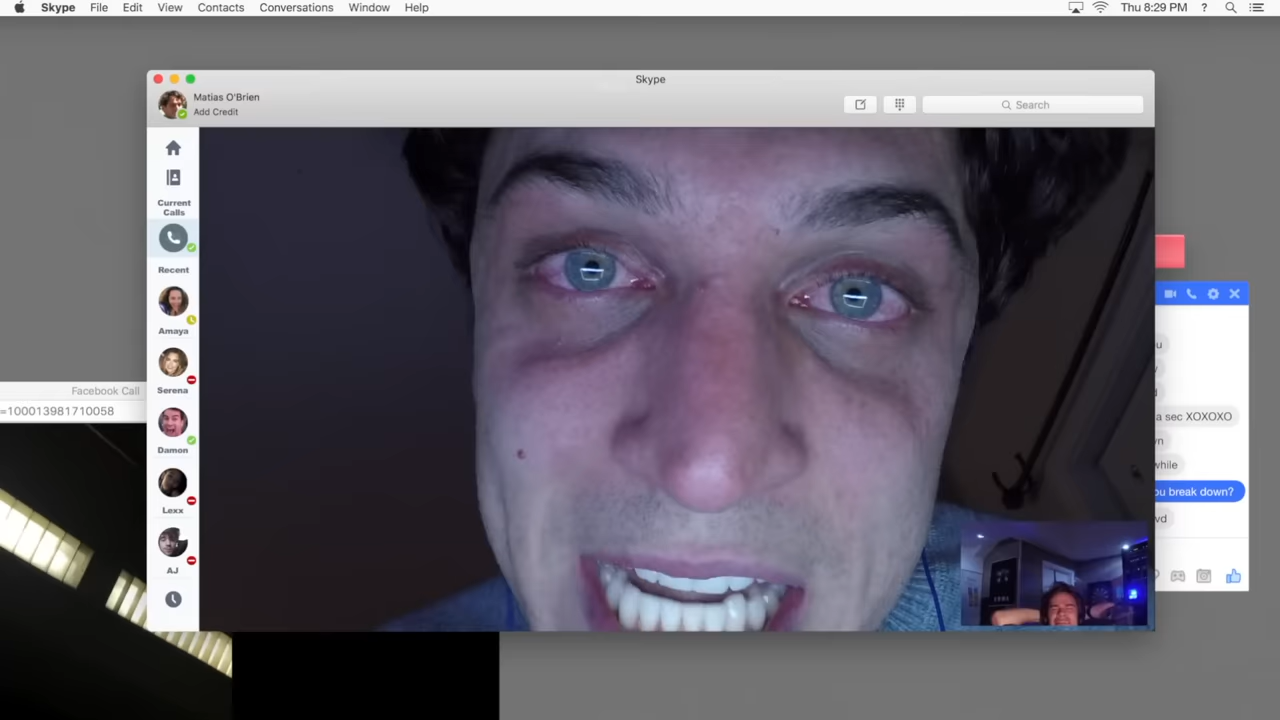 Skype File Edit View Contacts Conversations Window Help Thu 8:29 PM ?
Skype
Matias O'Brien
Add Credit
Search
Current
Calls
Recent
Amaya
Serena
Damon
Lexx
AJ
Facebook Call
=100013981710058
a sec XOXOXO
while
ou break down?